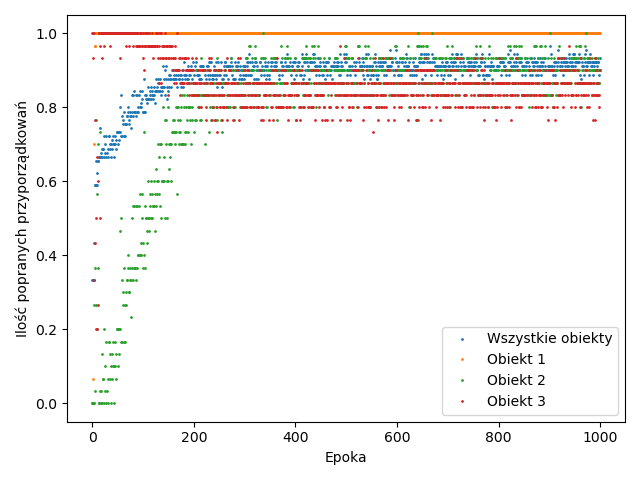 1.0
0.8
0.6
0.4
0.2
0.0
Ilość popranych przyporządkowań
0
200
400
600
800
1000
Epoka
Wszystkie obiekty
Obiekt 1
Obiekt 2
Obiekt 3